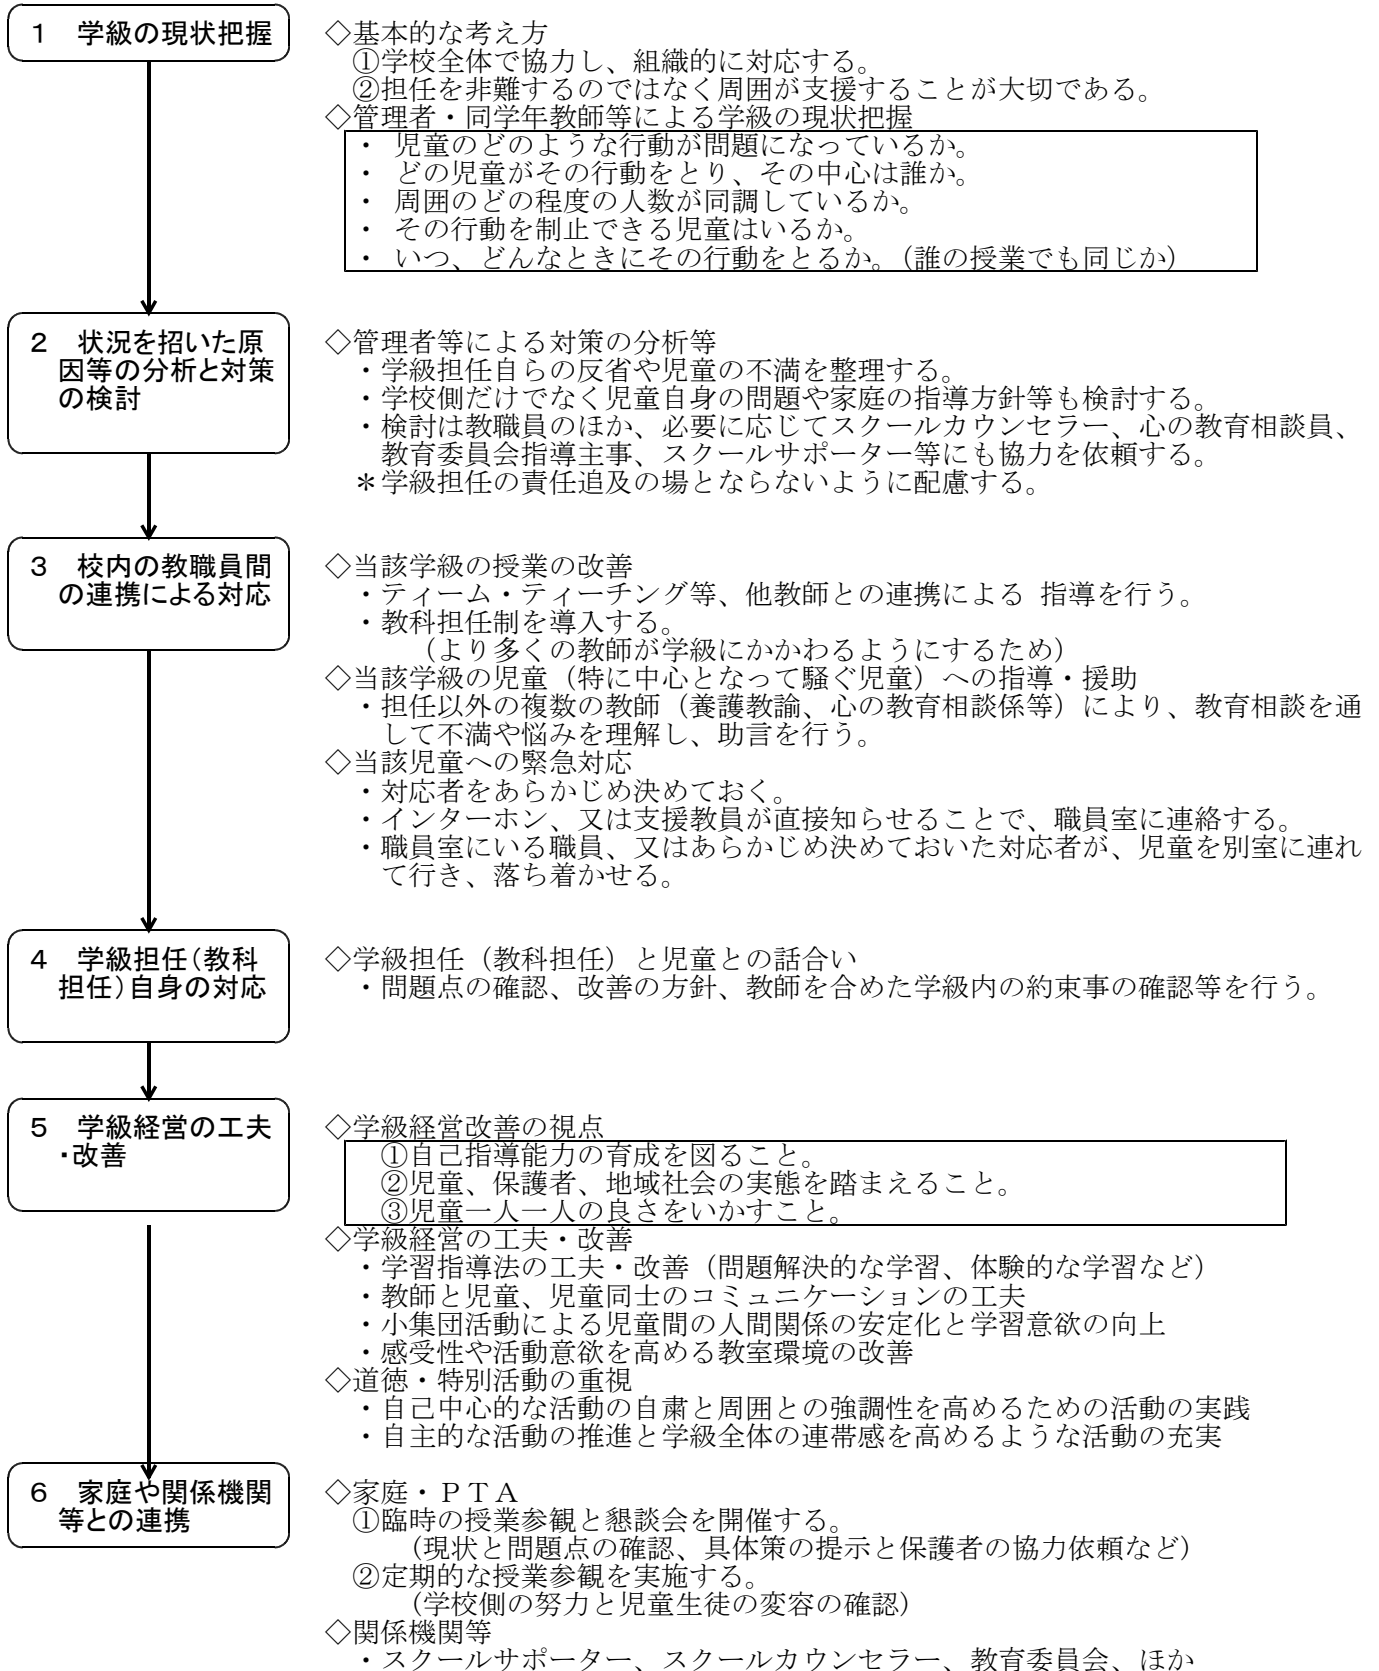 １　学級の現状把握
◇基本的な考え方
①学校全体で協力し、組織的に対応する。
②担任を非難するのではなく周囲が支援することが大切である。
◇管理者・同学年教師等による学級の現状把握
・ 児童のどのような行動が問題になっているか。
・ どの児童がその行動をとり、その中心は誰か。
・ 周囲のどの程度の人数が同調しているか。
・ その行動を制止できる児童はいるか。
・ いつ、どんなときにその行動をとるか。（誰の授業でも同じか）
２　状況を招いた原
因等の分析と対策
の検討
◇管理者等による対策の分析等
・学級担任自らの反省や児童の不満を整理する。
・学校側だけでなく児童自身の問題や家庭の指導方針等も検討する。
・検討は教職員のほか、必要に応じてスクールカウンセラー、心の教育相談員、
教育委員会指導主事、スクールサポーター等にも協力を依頼する。
＊学級担任の責任追及の場とならないように配慮する。
３　校内の教職員間
の連携による対応
◇当該学級の授業の改善
・ティーム・ティーチング等、他教師との連携による 指導を行う。
・教科担任制を導入する。
（より多くの教師が学級にかかわるようにするため）
◇当該学級の児童（特に中心となって騒ぐ児童）への指導・援助
・担任以外の複数の教師（養護教諭、心の教育相談係等）により、教育相談を通
して不満や悩みを理解し、助言を行う。
◇当該児童への緊急対応
・対応者をあらかじめ決めておく。
・インターホン、又は支援教員が直接知らせることで、職員室に連絡する。
・職員室にいる職員、又はあらかじめ決めておいた対応者が、児童を別室に連れ
て行き、落ち着かせる。
４　学級担任（教科
担任）自身の対応
◇学級担任（教科担任）と児童との話合い
・問題点の確認、改善の方針、教師を合めた学級内の約束事の確認等を行う。
５　学級経営の工夫
・改善
◇学級経営改善の視点
①自己指導能力の育成を図ること。
②児童、保護者、地域社会の実態を踏まえること。
③児童一人一人の良さをいかすこと。
◇学級経営の工夫・改善
・学習指導法の工夫・改善（問題解決的な学習、体験的な学習など）
・教師と児童、児童同士のコミュニケーションの工夫
・小集団活動による児童間の人間関係の安定化と学習意欲の向上
・感受性や活動意欲を高める教室環境の改善
◇道徳・特別活動の重視
・自己中心的な活動の自粛と周囲との強調性を高めるための活動の実践
・自主的な活動の推進と学級全体の連帯感を高めるような活動の充実
６　家庭や関係機関
等との連携
◇家庭・ＰＴＡ
①臨時の授業参観と懇談会を開催する。
（現状と問題点の確認、具体策の提示と保護者の協力依頼など）
②定期的な授業参観を実施する。
（学校側の努力と児童生徒の変容の確認）
◇関係機関等
・スクールサポーター、スクールカウンセラー、教育委員会、ほか